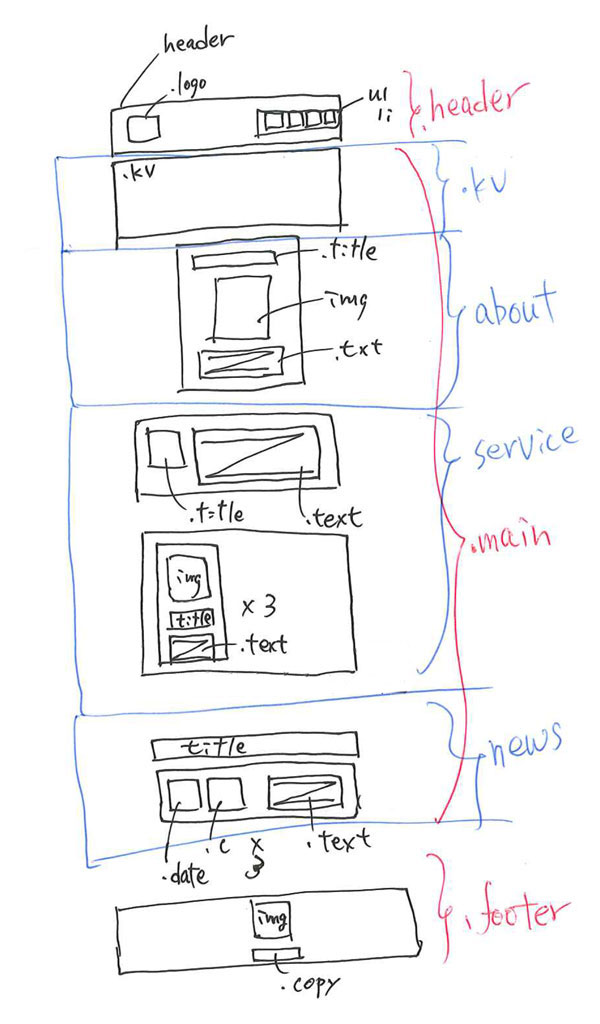 header
.logo
ul
li
.header
.kv
.kv
.title
img
about
.txt
service
.title
.text
.main
img
title
x 3
.text
title
news
.date
.c
x 3
.text
img
.footer
.copy